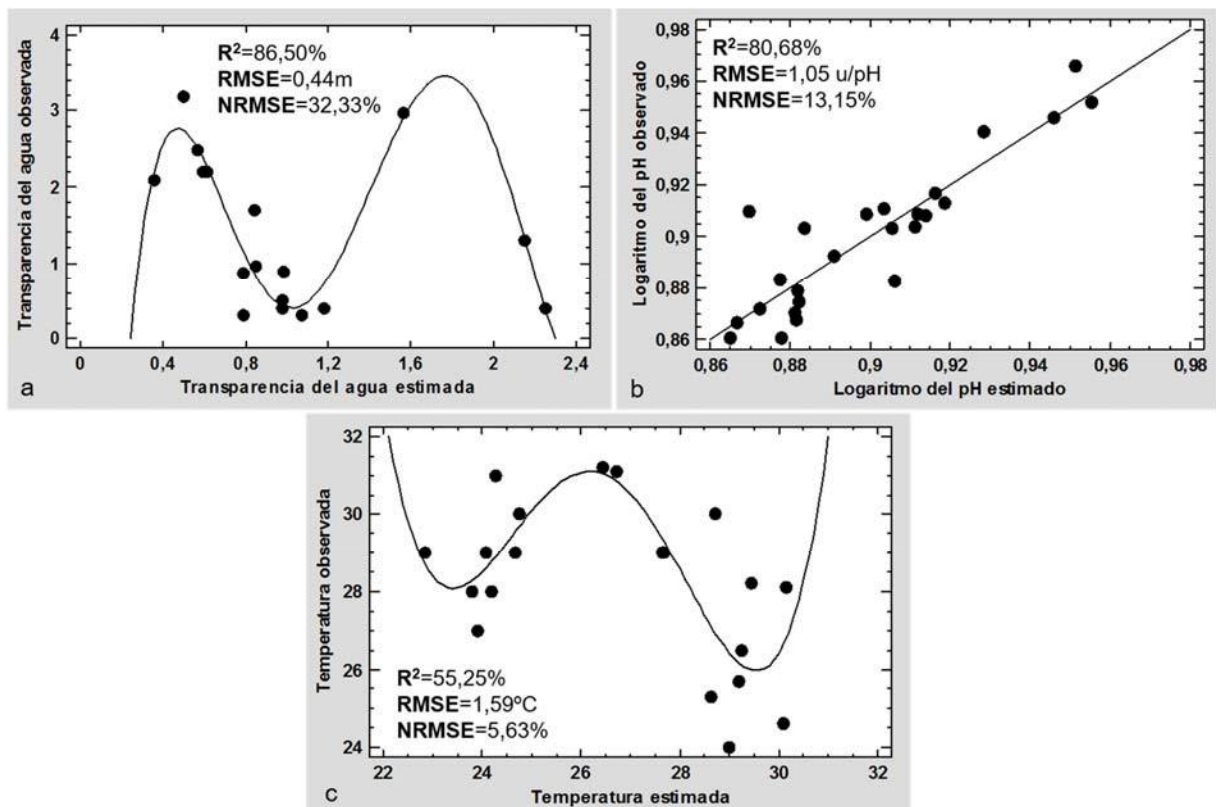 R²=86,50%
RMSE=0,44m
NRMSE=32,33%
Transparencia del agua observada
4
3
2
1
0
0 0,4 0,8 1,2 1,6 2 2,4
Transparencia del agua estimada
a
R²=80,68%
RMSE=1,05 u/pH
NRMSE=13,15%
Logaritmo del pH observado
0,98
0,96
0,94
0,92
0,9
0,88
0,86
0,86 0,88 0,9 0,92 0,94 0,96 0,98
Logaritmo del pH estimado
b
Temperatura observada
32
30
28
26
24
R²=55,25%
RMSE=1,59ºC
NRMSE=5,63%
22 24 26 28 30 32
Temperatura estimada
c